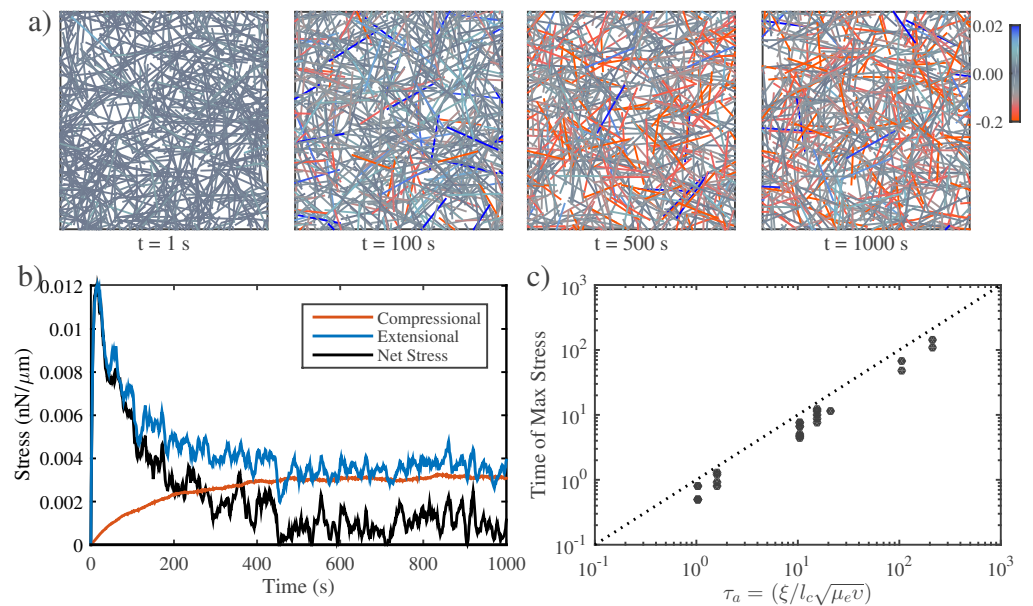 a)
0.02
0.00
-0.2
t = 1 s
t = 100 s
t = 500 s
t = 1000 s
b)
0.012
0.01
0.008
0.006
0.004
0.002
0
Stress (nN/μm)
Compressional
Extensional
Net Stress
0 200 400 600 800 1000
Time (s)
c)
10³
10²
10¹
10⁰
10⁻¹
Time of Max Stress
10⁻¹ 10⁰ 10¹ 10² 10³
τₐ = (ξ/l_c√μₑυ)